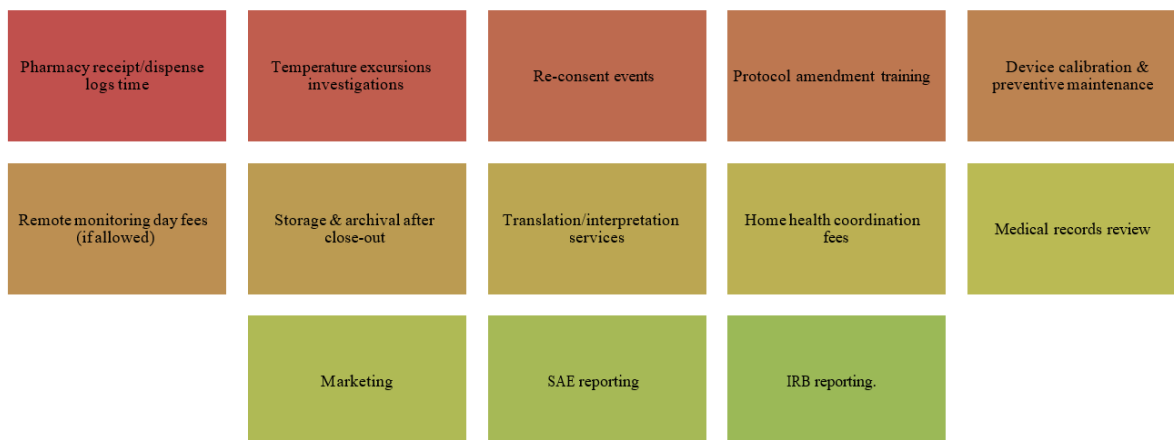 Pharmacy receipt/dispense
logs time
Temperature excursions
investigations
Re-consent events
Protocol amendment training
Device calibration &
preventive maintenance
Remote monitoring day fees
(if allowed)
Storage & archival after
close-out
Translation/interpretation
services
Home health coordination
fees
Medical records review
Marketing
SAE reporting
IRB reporting.